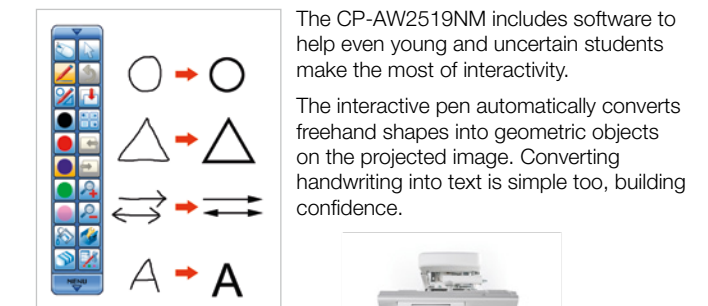 The CP-AW2519NM includes software to
help even young and uncertain students
make the most of interactivity.
The interactive pen automatically converts
freehand shapes into geometric objects
on the projected image. Converting
handwriting into text is simple too, building
confidence.
A A
MENU